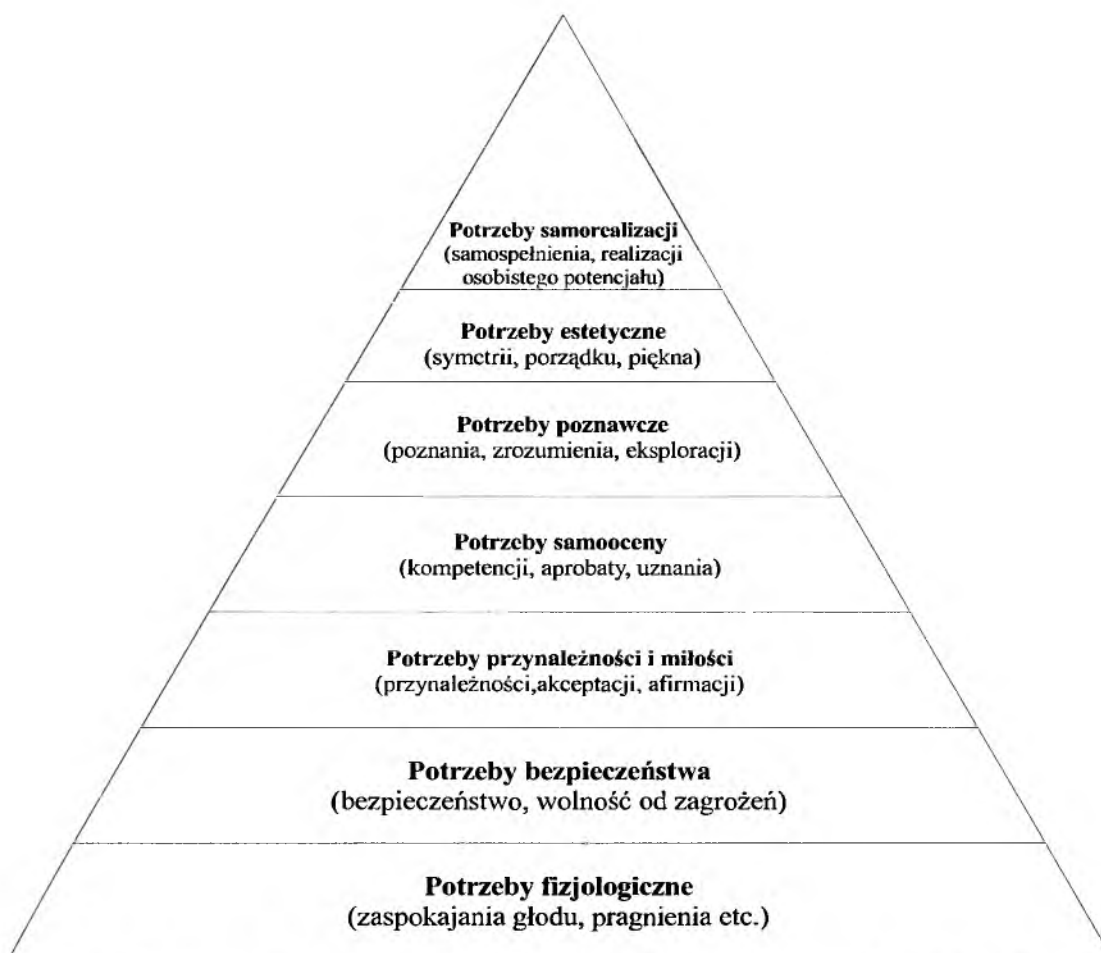 Potrzeby samorealizacji
(samospełnienia, realizacji
osobistego potencjału)
Potrzeby estetyczne
(symetrii, porządku, piękna)
Potrzeby poznawcze
(poznania, zrozumienia, eksploracji)
Potrzeby samooceny
(kompetencji, aprobaty, uznania)
Potrzeby przynależności i miłości
(przynależności,akceptacji, afirmacji)
Potrzeby bezpieczeństwa
(bezpieczeństwo, wolność od zagrożeń)
Potrzeby fizjologiczne
(zaspokajania głodu, pragnienia etc.)